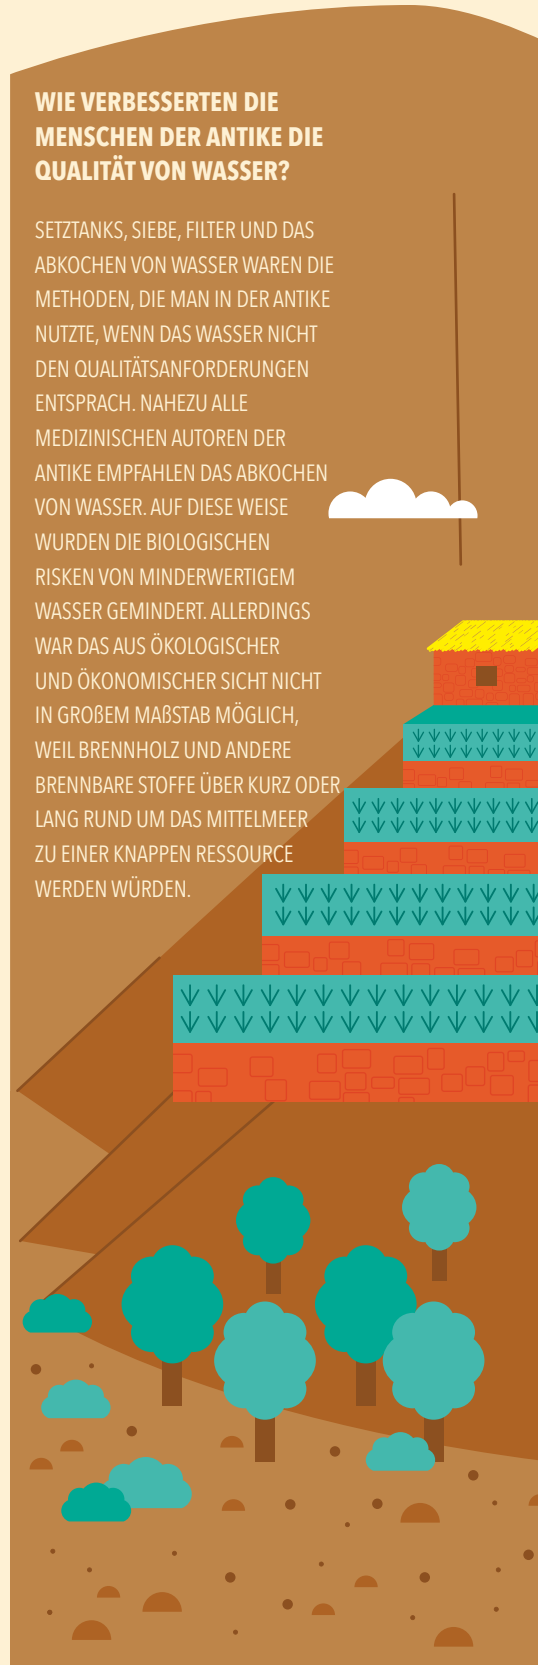 WIE VERBESSERTEN DIE
MENSCHEN DER ANTIKE DIE
QUALITÄT VON WASSER?
SETZTANKS, SIEBE, FILTER UND DAS
ABKOCHEN VON WASSER WAREN DIE
METHODEN, DIE MAN IN DER ANTIKE
NUTZTE, WENN DAS WASSER NICHT
DEN QUALITÄTSANFORDERUNGEN
ENTSPRACH. NAHEZU ALLE
MEDIZINISCHEN AUTOREN DER
ANTIKE EMPFAHLEN DAS ABKOCHEN
VON WASSER. AUF DIESE WEISE
WURDEN DIE BIOLOGISCHEN
RISKEN VON MINDERWERTIGEM
WASSER GEMINDERT. ALLERDINGS
WAR DAS AUS ÖKOLOGISCHER
UND ÖKONOMISCHER SICHT NICHT
IN GROßEM MAßSTAB MÖGLICH,
WEIL BRENNHOLZ UND ANDERE
BRENNBARE STOFFE ÜBER KURZ ODER
LANG RUND UM DAS MITTELMEER
ZU EINER KNAPPEN RESSOURCE
WERDEN WÜRDEN.